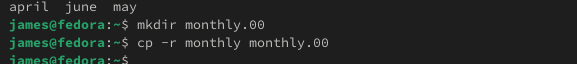 april  june  may
james@fedora:~$ mkdir monthly.00
james@fedora:~$ cp -r monthly monthly.00
james@fedora:~$